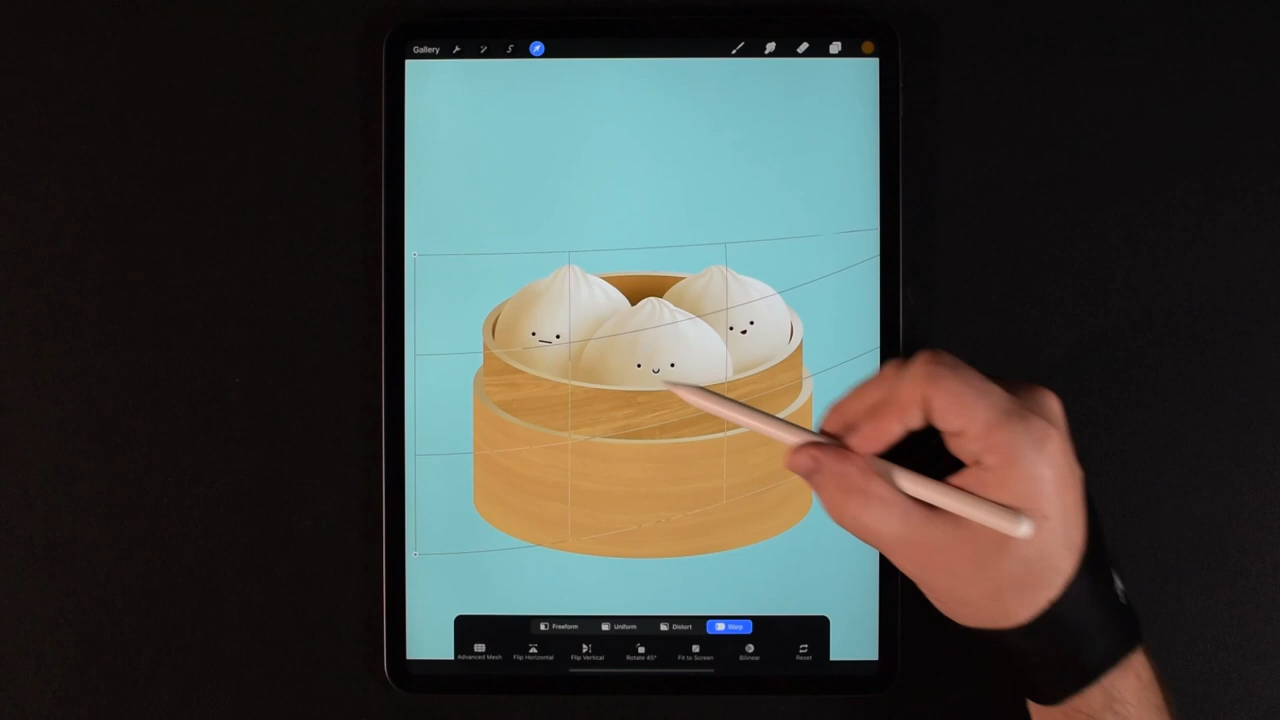 Gallery
Freeform Uniform Distort Warp
Advanced Mesh Flip Horizontal Flip Vertical Rotate 45° Fit to Screen Bilinear Reset